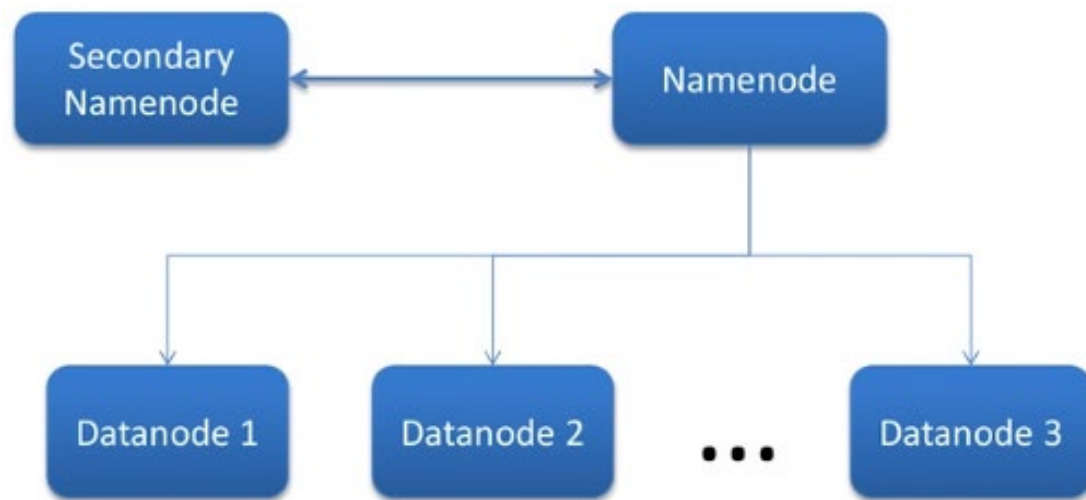 Secondary
Namenode
Namenode
Datanode 1
Datanode 2
...
Datanode 3